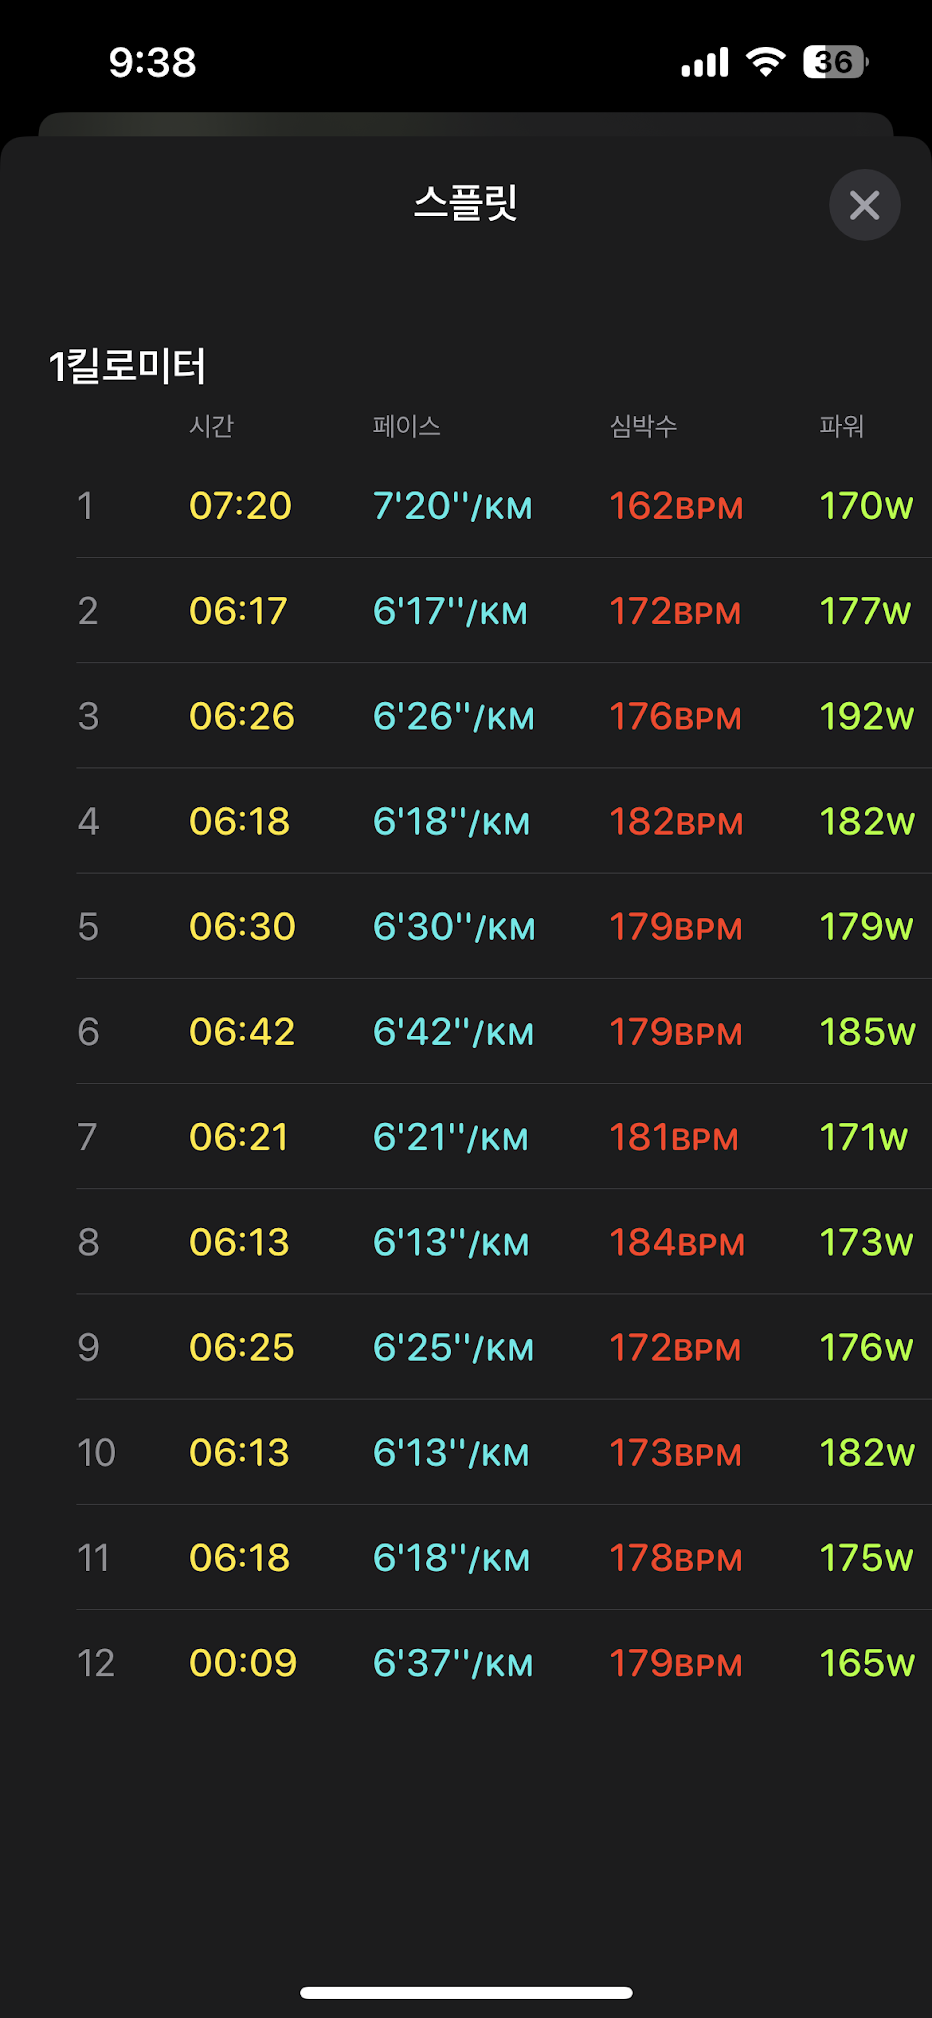 9:38
36
스플릿
1킬로미터
시간 페이스 심박수 파워
1 07:20 7'20''/KM 162BPM 170W
2 06:17 6'17''/KM 172BPM 177W
3 06:26 6'26''/KM 176BPM 192W
4 06:18 6'18''/KM 182BPM 182W
5 06:30 6'30''/KM 179BPM 179W
6 06:42 6'42''/KM 179BPM 185W
7 06:21 6'21''/KM 181BPM 171W
8 06:13 6'13''/KM 184BPM 173W
9 06:25 6'25''/KM 172BPM 176W
10 06:13 6'13''/KM 173BPM 182W
11 06:18 6'18''/KM 178BPM 175W
12 00:09 6'37''/KM 179BPM 165W